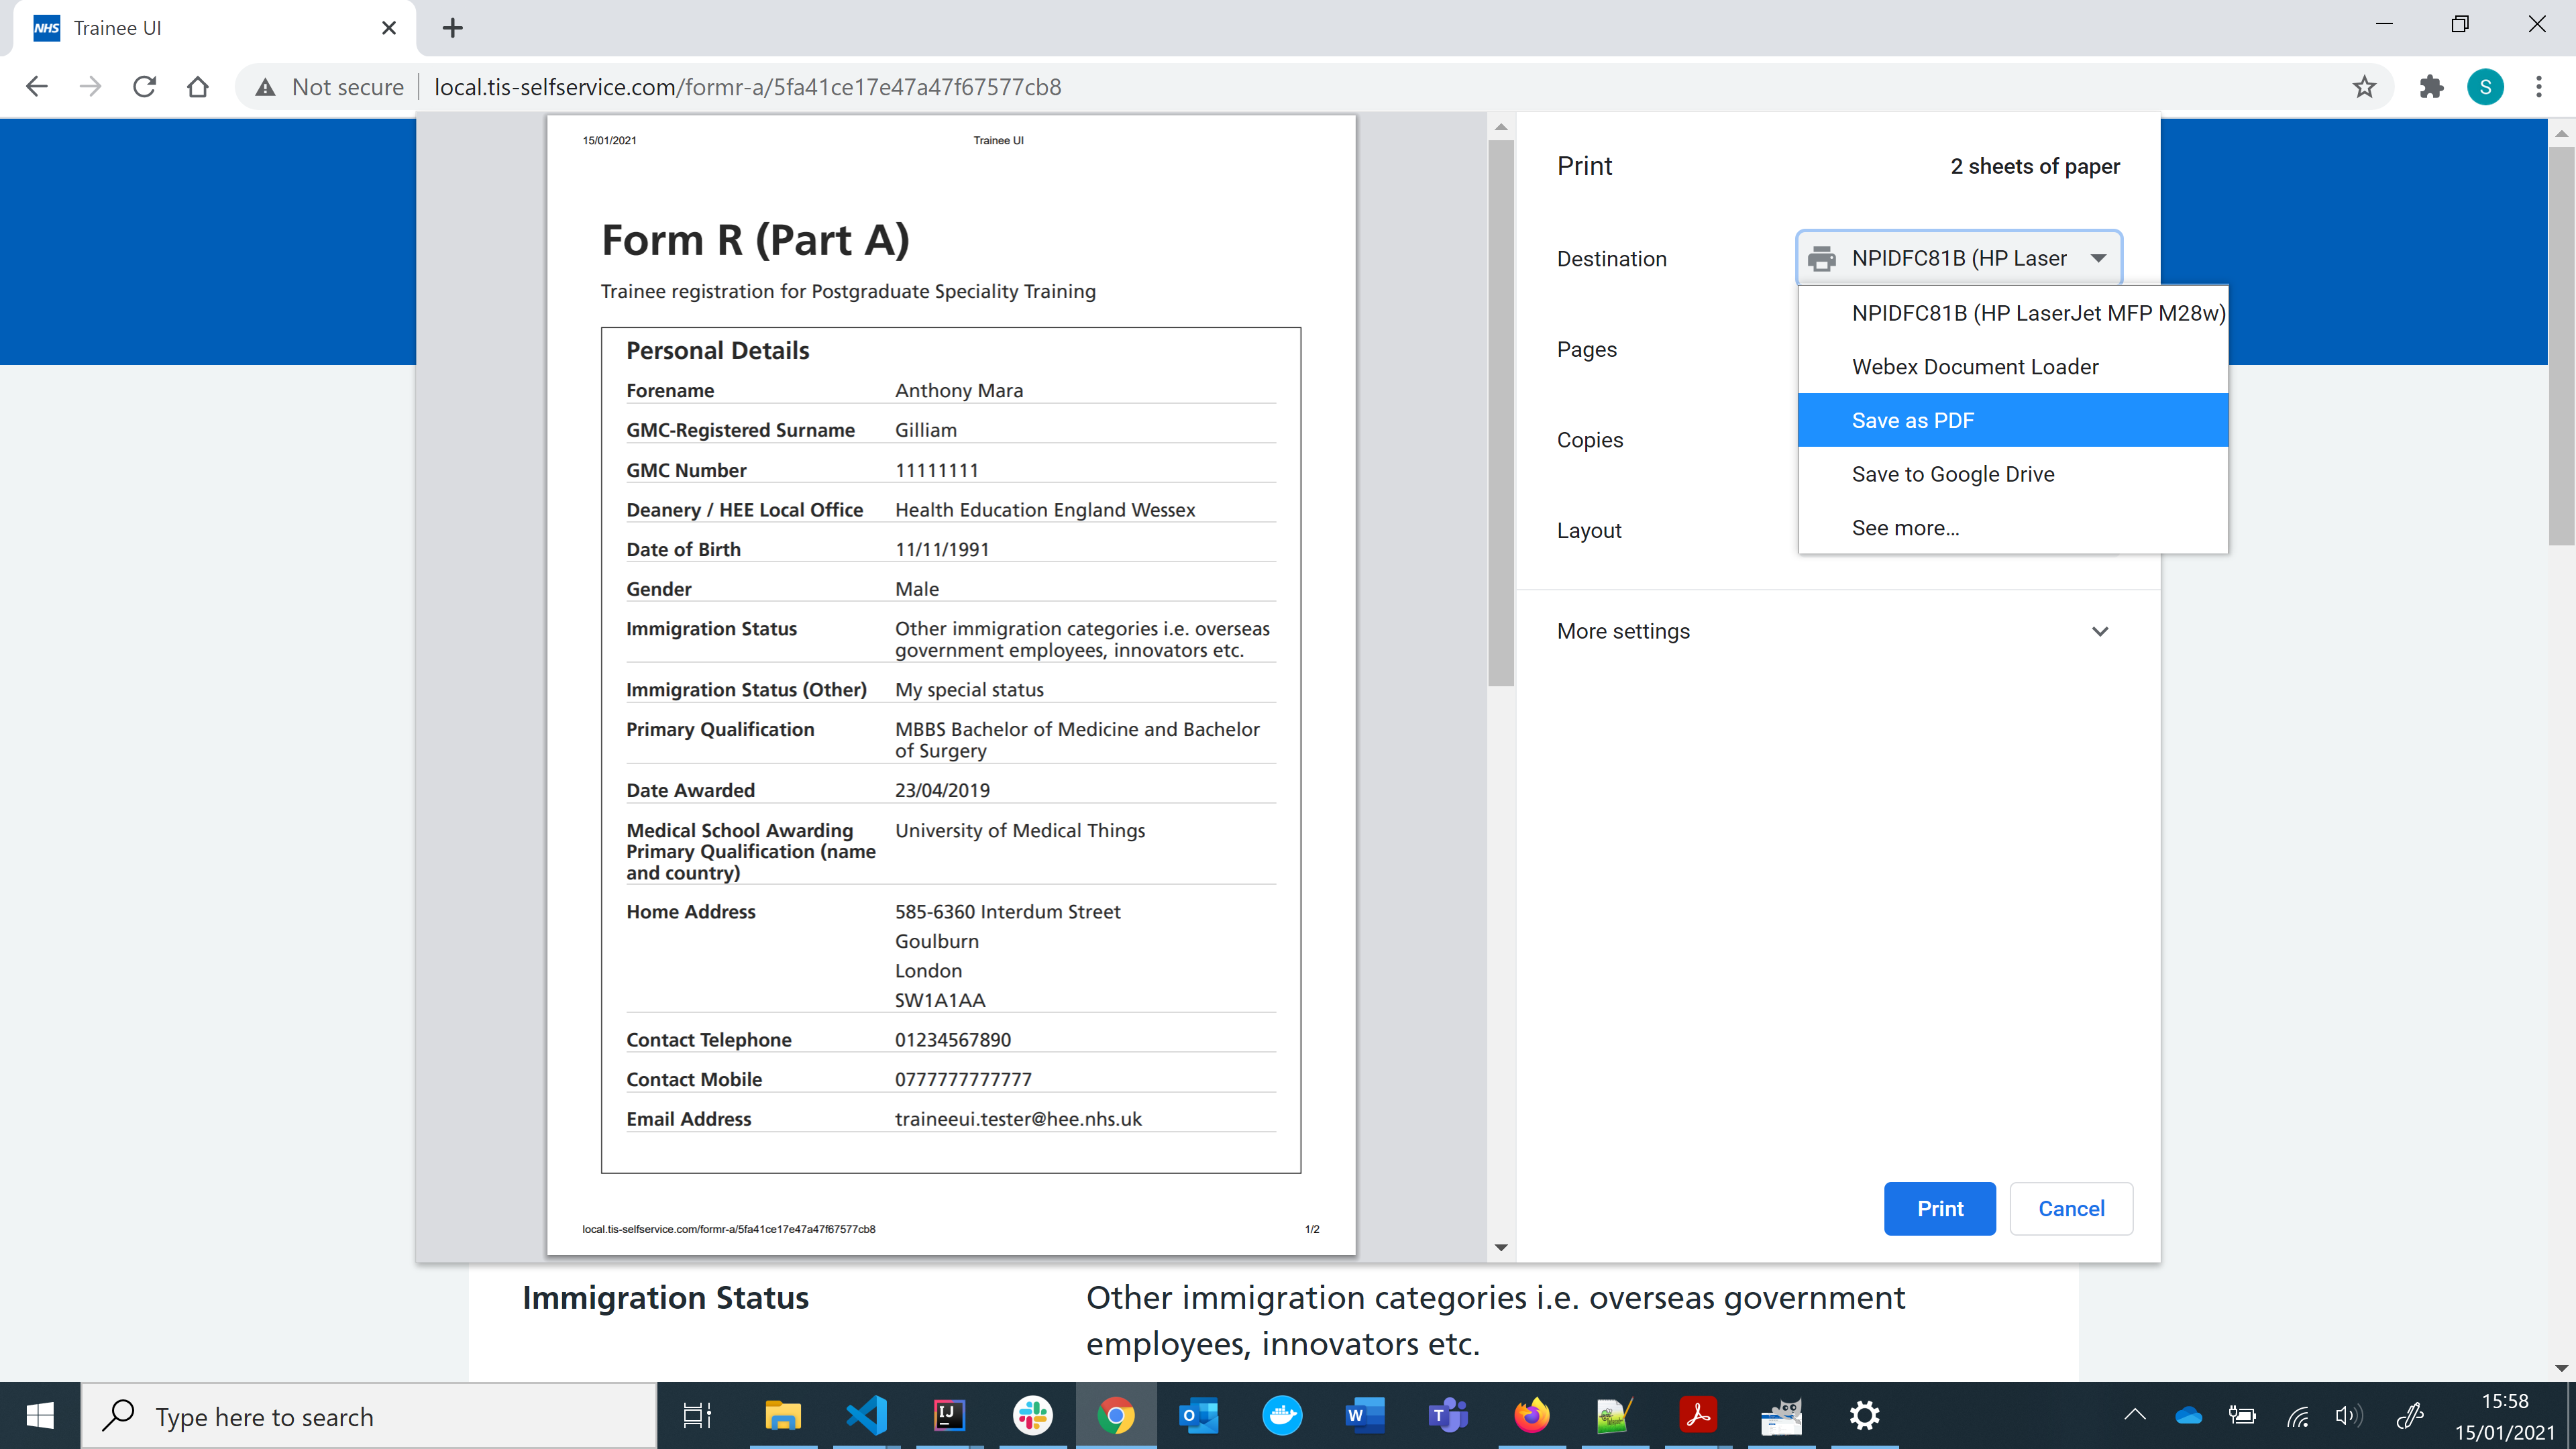 NHS Trainee UI
Not secure local.tis-selfservice.com/formr-a/5fa41ce17e47a47f67577cb8
S
15/01/2021 Trainee UI
Form R (Part A)
Trainee registration for Postgraduate Speciality Training
Personal Details
Forename Anthony Mara
GMC-Registered Surname Gilliam
GMC Number 11111111
Deanery / HEE Local Office Health Education England Wessex
Date of Birth 11/11/1991
Gender Male
Immigration Status Other immigration categories i.e. overseas
government employees, innovators etc.
Immigration Status (Other) My special status
Primary Qualification MBBS Bachelor of Medicine and Bachelor
of Surgery
Date Awarded 23/04/2019
Medical School Awarding University of Medical Things
Primary Qualification (name
and country)
Home Address 585-6360 Interdum Street
Goulburn
London
SW1A1AA
Contact Telephone 01234567890
Contact Mobile 0777777777777
Email Address traineeui.tester@hee.nhs.uk
local.tis-selfservice.com/formr-a/5fa41ce17e47a47f67577cb8 1/2
Print 2 sheets of paper
Destination NPIDFC81B (HP Laser
NPIDFC81B (HP LaserJet MFP M28w)
Webex Document Loader
Save as PDF
Save to Google Drive
See more…
Pages
Copies
Layout
More settings
Print Cancel
Immigration Status Other immigration categories i.e. overseas government
employees, innovators etc.
Type here to search
15:58
15/01/2021